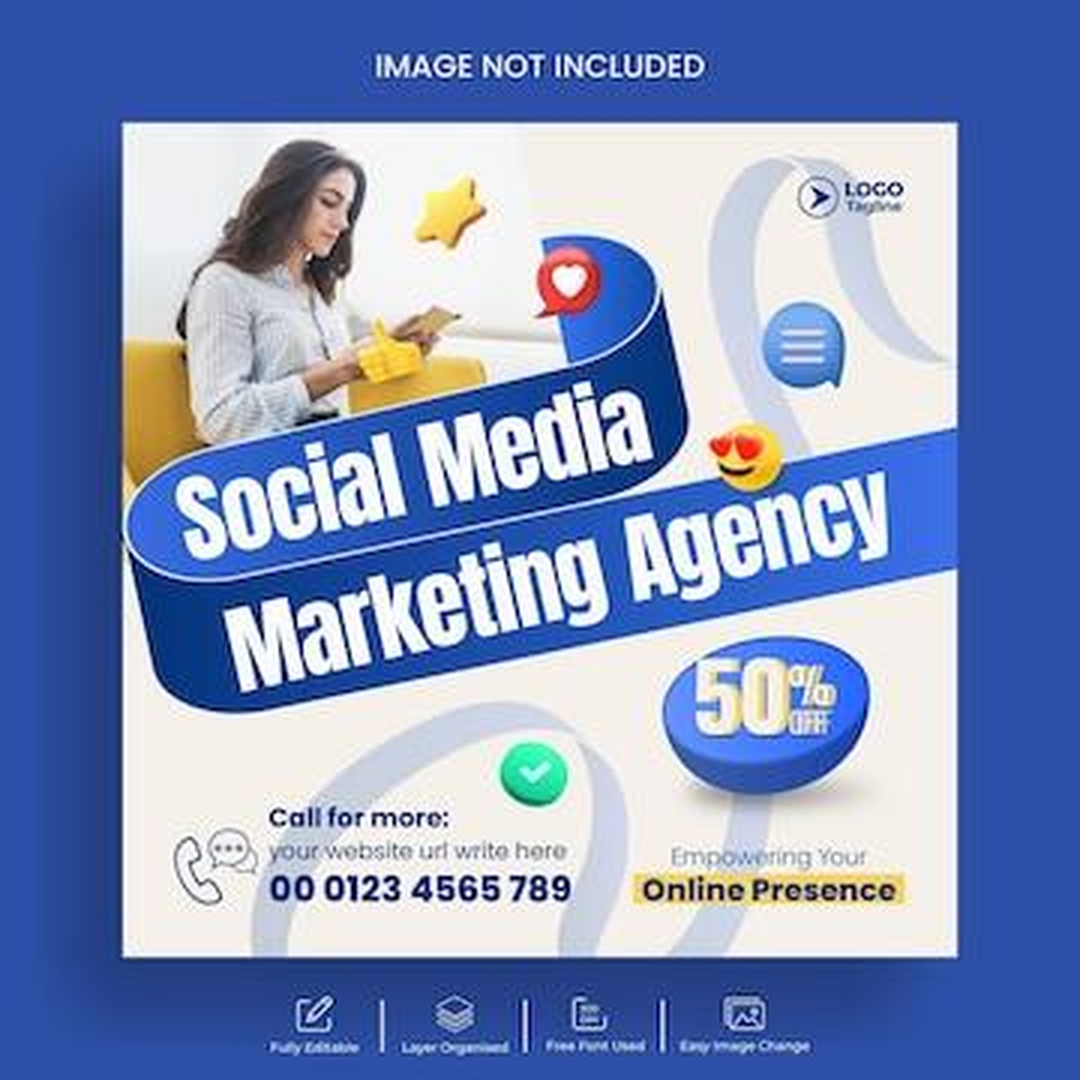 IMAGE NOT INCLUDED
LOGO
Tagline
Social Media
Marketing Agency
50%
OFF
Call for more:
your website url write here
00 0123 4565 789
Empowering Your
Online Presence
Fully Editable
Layer Organised
Free Font Used
Easy Image Change